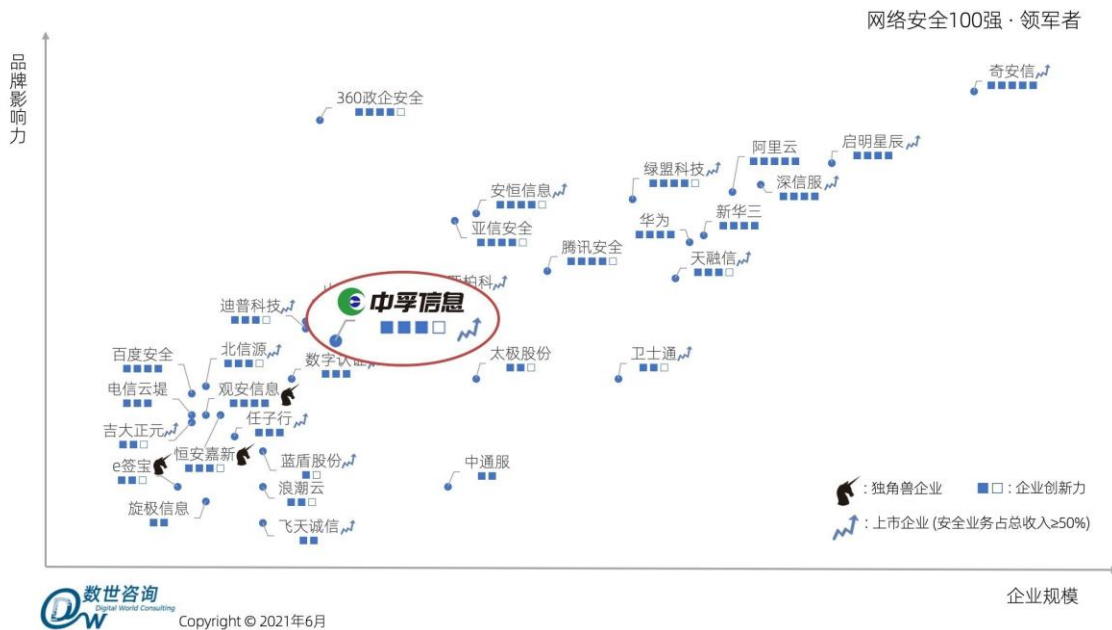 网络安全100强 · 领军者
品牌影响力
奇安信
360政企安全
启明星辰
阿里云
绿盟科技
深信服
安恒信息
新华三
华为
亚信安全
腾讯安全
天融信
中孚信息
迪普科技
北信源
百度安全
数字认证
太极股份
卫士通
电信云堤
观安信息
吉大正元
任子行
恒安嘉新
蓝盾股份
e签宝
中通服
浪潮云
旋极信息
飞天诚信
: 独角兽企业
: 企业创新力
: 上市企业 (安全业务占总收入≥50%)
企业规模
数世咨询
Digital World Consulting
DW
Copyright © 2021年6月